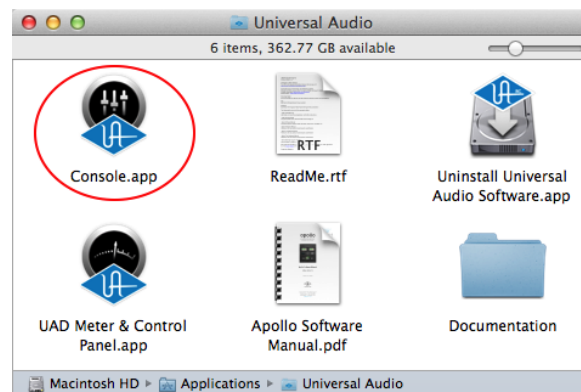 Universal Audio
6 items, 362.77 GB available
Console.app
ReadMe.rtf
Uninstall Universal
Audio Software.app
RTF
UAD Meter & Control
Panel.app
Apollo Software
Manual.pdf
Documentation
Macintosh HD ▸ Applications ▸ Universal Audio